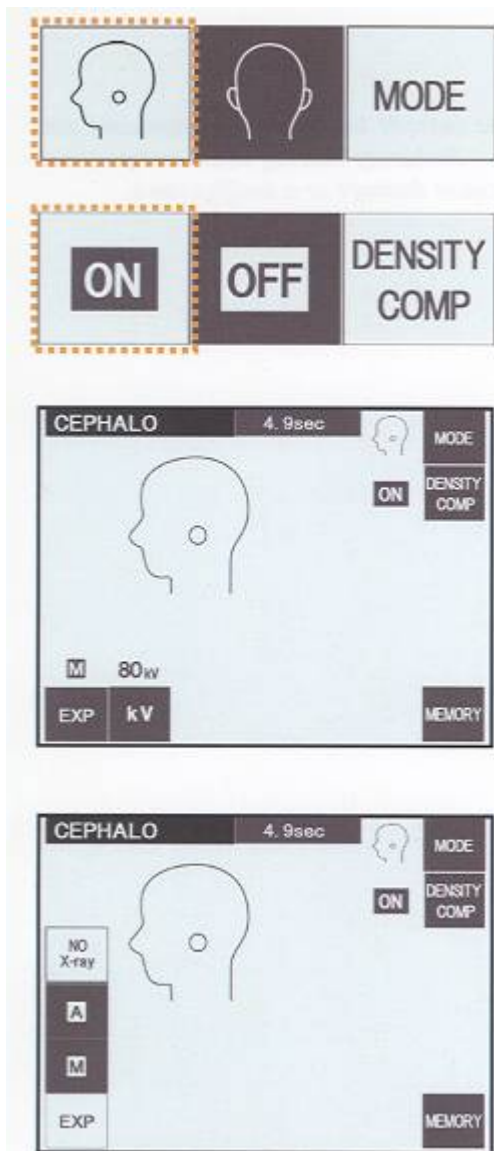 MODE
ON OFF DENSITY
COMP
CEPHALO 4. 9sec MODE
ON DENSITY
COMP
M 80kV
EXP kV MEMORY
CEPHALO 4. 9sec MODE
ON DENSITY
COMP
NO
X-ray
A
M
EXP MEMORY